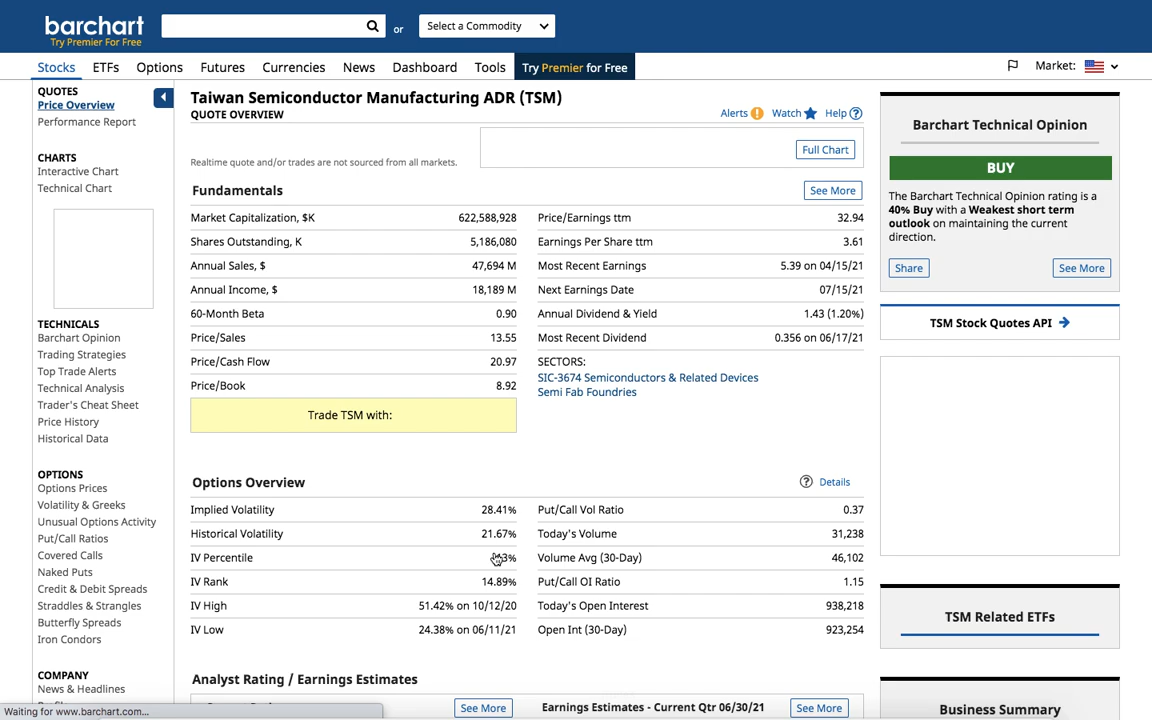 barchart
Try Premier For Free
or
Select a Commodity
Stocks ETFs Options Futures Currencies News Dashboard Tools Try Premier for Free Market:
QUOTES
Price Overview
Performance Report
CHARTS
Interactive Chart
Technical Chart
TECHNICALS
Barchart Opinion
Trading Strategies
Top Trade Alerts
Technical Analysis
Trader's Cheat Sheet
Price History
Historical Data
OPTIONS
Options Prices
Volatility & Greeks
Unusual Options Activity
Put/Call Ratios
Covered Calls
Naked Puts
Credit & Debit Spreads
Straddles & Strangles
Butterfly Spreads
Iron Condors
COMPANY
News & Headlines
Waiting for www.barchart.com...
Taiwan Semiconductor Manufacturing ADR (TSM)
QUOTE OVERVIEW
Alerts Watch Help
Realtime quote and/or trades are not sourced from all markets.
Full Chart
Fundamentals See More
Market Capitalization, $K 622,588,928
Shares Outstanding, K 5,186,080
Annual Sales, $ 47,694 M
Annual Income, $ 18,189 M
60-Month Beta 0.90
Price/Sales 13.55
Price/Cash Flow 20.97
Price/Book 8.92
Price/Earnings ttm 32.94
Earnings Per Share ttm 3.61
Most Recent Earnings 5.39 on 04/15/21
Next Earnings Date 07/15/21
Annual Dividend & Yield 1.43 (1.20%)
Most Recent Dividend 0.356 on 06/17/21
SECTORS:
SIC-3674 Semiconductors & Related Devices
Semi Fab Foundries
Trade TSM with:
Options Overview Details
Implied Volatility 28.41%
Historical Volatility 21.67%
IV Percentile
IV Rank 14.89%
IV High 51.42% on 10/12/20
IV Low 24.38% on 06/11/21
Put/Call Vol Ratio 0.37
Today's Volume 31,238
Volume Avg (30-Day) 46,102
Put/Call OI Ratio 1.15
Today's Open Interest 938,218
Open Int (30-Day) 923,254
Analyst Rating / Earnings Estimates
See More
Earnings Estimates - Current Qtr 06/30/21 See More
Barchart Technical Opinion
BUY
The Barchart Technical Opinion rating is a
40% Buy with a Weakest short term
outlook on maintaining the current
direction.
Share See More
TSM Stock Quotes API
TSM Related ETFs
Business Summary